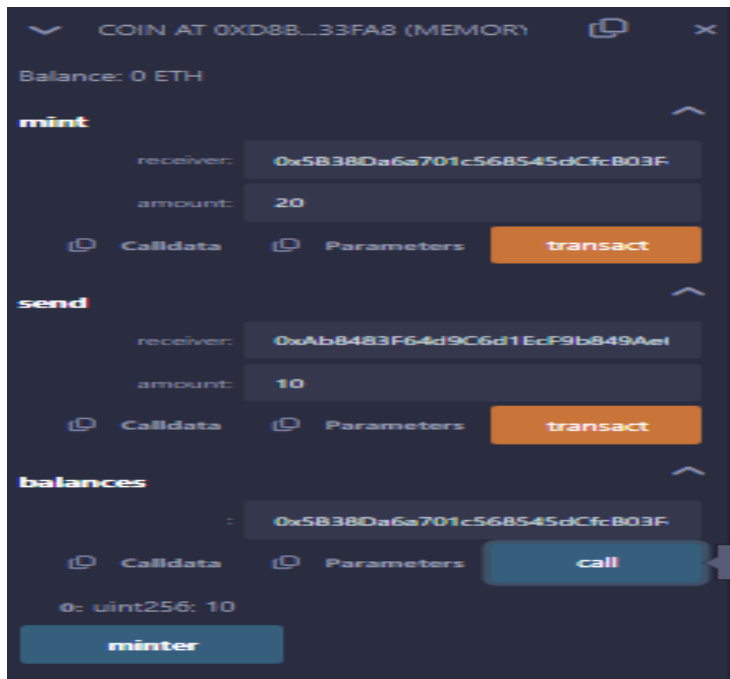 COIN AT 0XD8B...33FA8 (MEMORY
Balance: 0 ETH
mint
receiver: 0x5B38Da6a701c568545dCfcB03F
amount: 20
Calldata Parameters transact
send
receiver: 0xAb8483F64d9C6d1EcF9b849Ae
amount: 10
Calldata Parameters transact
balances
: 0x5B38Da6a701c568545dCfcB03F
Calldata Parameters call
0: uint256: 10
minter